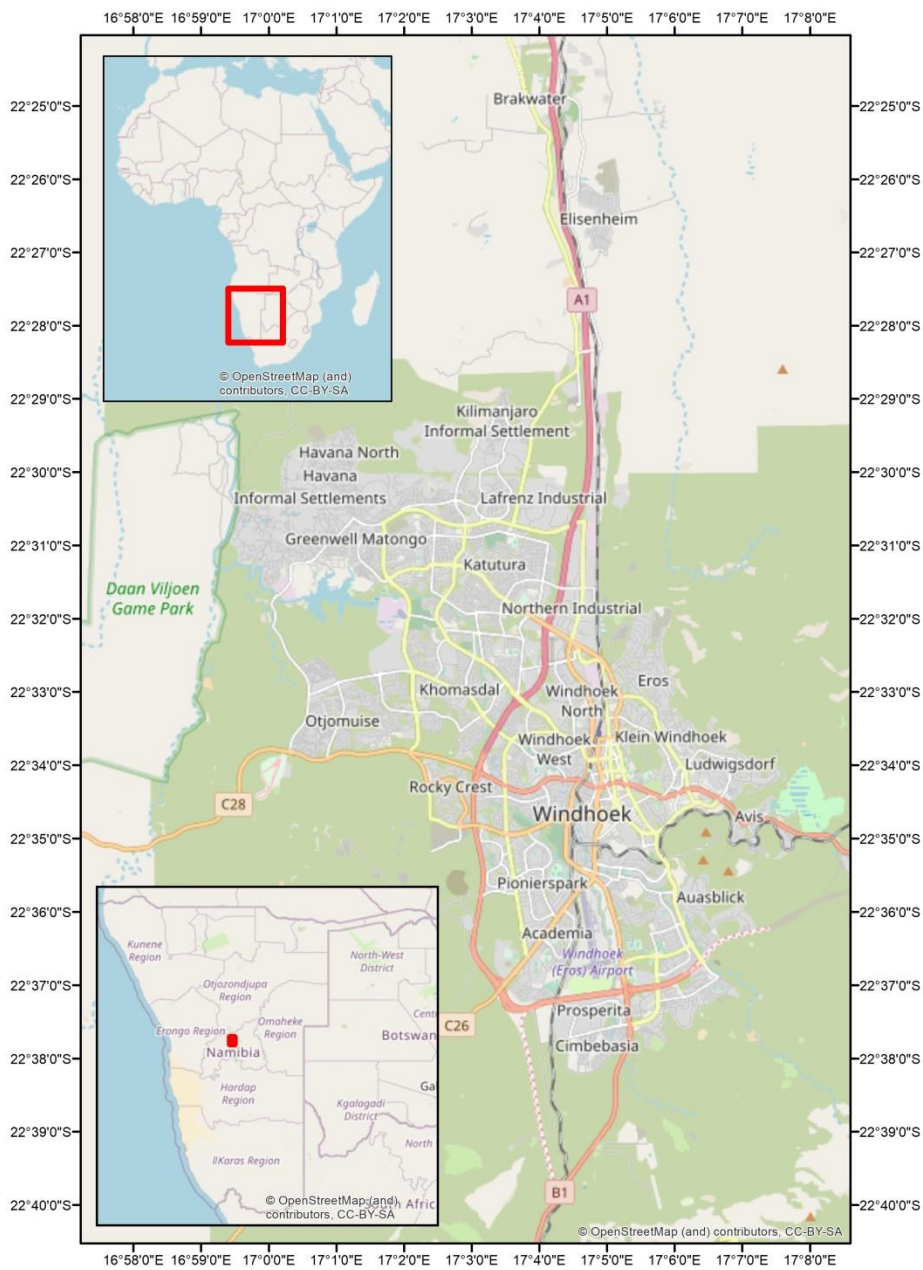 16°58'0"E 16°59'0"E 17°0'0"E 17°1'0"E 17°2'0"E 17°3'0"E 17°4'0"E 17°5'0"E 17°6'0"E 17°7'0"E 17°8'0"E
22°25'0"S
22°26'0"S
22°27'0"S
22°28'0"S
22°29'0"S
22°30'0"S
22°31'0"S
22°32'0"S
22°33'0"S
22°34'0"S
22°35'0"S
22°36'0"S
22°37'0"S
22°38'0"S
22°39'0"S
22°40'0"S
© OpenStreetMap (and)
contributors, CC-BY-SA
Brakwater
Elisenheim
A1
Kilimanjaro
Informal Settlement
Havana North
Havana
Informal Settlements
Lafrenz Industrial
Greenwell Matongo
Katutura
Daan Viljoen
Game Park
Northern Industrial
Khomasdal
Eros
Otjomuise
Windhoek
North
Klein Windhoek
Windhoek
West
Ludwigsdorf
Rocky Crest
C28
Windhoek
Avis
Pionierspark
Auasblick
Academia
Windhoek
(Eros) Airport
C26
Prosperita
Cimbebasia
B1
Kunene
Region
North-West
District
Otjozondjupa
Region
Erongo Region
Omaheke
Region
Centr
Botswan
Namibia
Hardap
Region
Gal
Kgalagadi
District
North
IIKaras Region
South Afric
© OpenStreetMap (and)
contributors, CC-BY-SA
© OpenStreetMap (and) contributors, CC-BY-SA
22°25'0"S
22°26'0"S
22°27'0"S
22°28'0"S
22°29'0"S
22°30'0"S
22°31'0"S
22°32'0"S
22°33'0"S
22°34'0"S
22°35'0"S
22°36'0"S
22°37'0"S
22°38'0"S
22°39'0"S
22°40'0"S
16°58'0"E 16°59'0"E 17°0'0"E 17°1'0"E 17°2'0"E 17°3'0"E 17°4'0"E 17°5'0"E 17°6'0"E 17°7'0"E 17°8'0"E